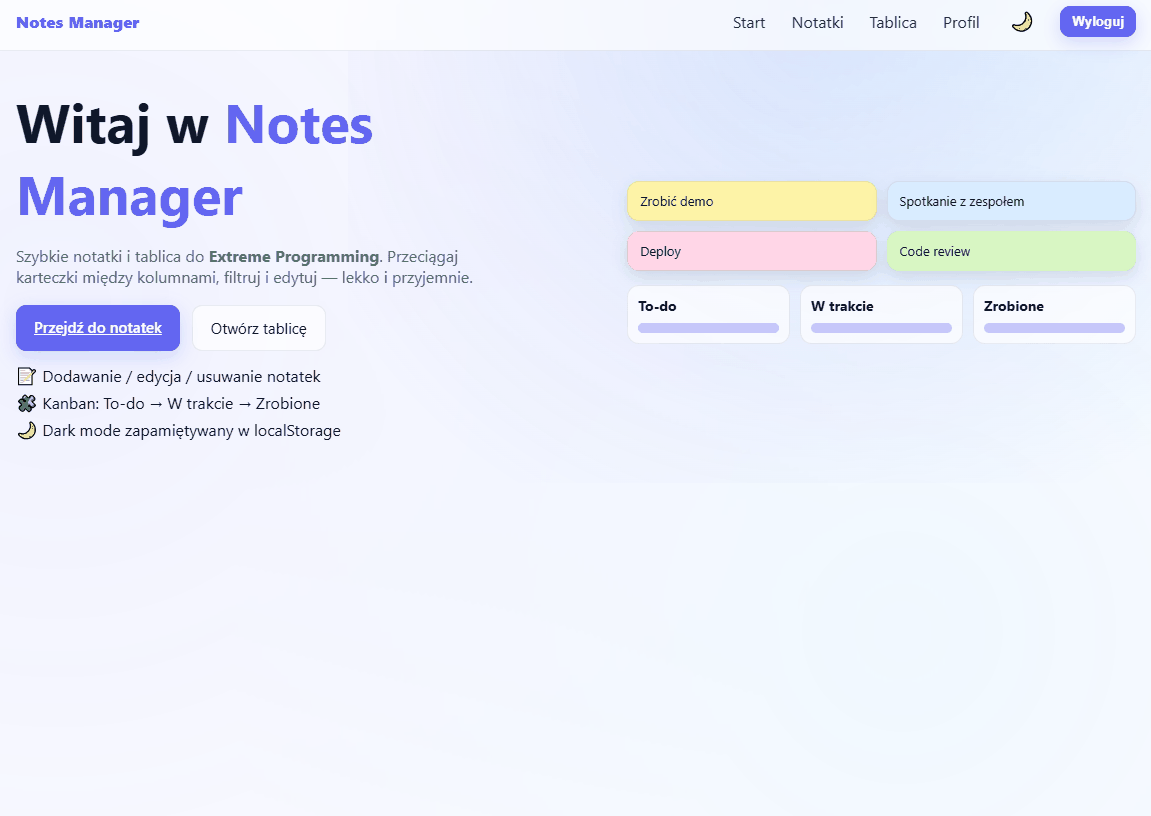 Notes Manager
Start Notatki Tablica Profil 🌙 Wyloguj
Witaj w Notes
Manager
Szybkie notatki i tablica do Extreme Programming. Przeciągaj
karteczki między kolumnami, filtruj i edytuj — lekko i przyjemnie.
Przejdź do notatek Otwórz tablicę
📝 Dodawanie / edycja / usuwanie notatek
🧩 Kanban: To-do → W trakcie → Zrobione
🌙 Dark mode zapamiętywany w localStorage
Zrobić demo Spotkanie z zespołem
Deploy Code review
To-do W trakcie Zrobione